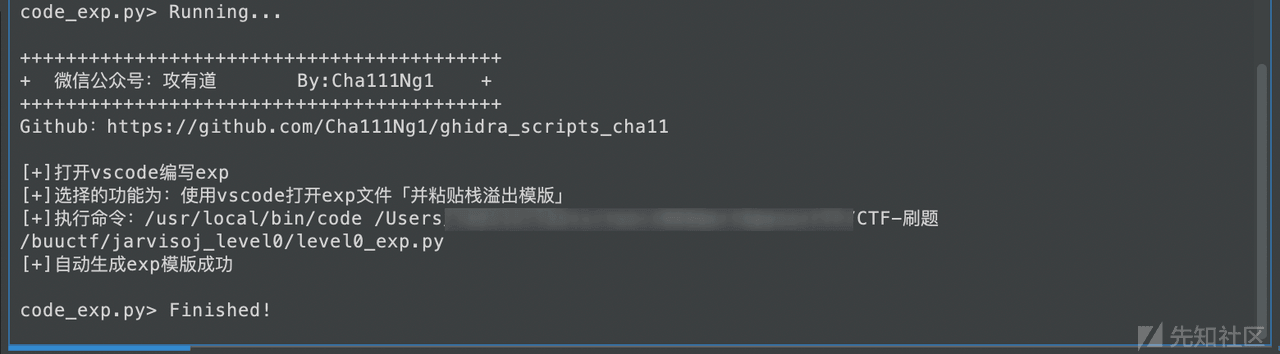 code_exp.py> Running...
++++++++++++++++++++++++++++++++++++++++++
+  微信公众号：攻有道       By:Cha111Ng1    +
++++++++++++++++++++++++++++++++++++++++++
Github：https://github.com/Cha111Ng1/ghidra_scripts_cha11
[+]打开vscode编写exp
[+]选择的功能为：使用vscode打开exp文件「并粘贴栈溢出模版」
[+]执行命令：/usr/local/bin/code /Users/ /CTF-刷题
/buuctf/jarvisoj_level0/level0_exp.py
[+]自动生成exp模版成功
code_exp.py> Finished!
先知社区